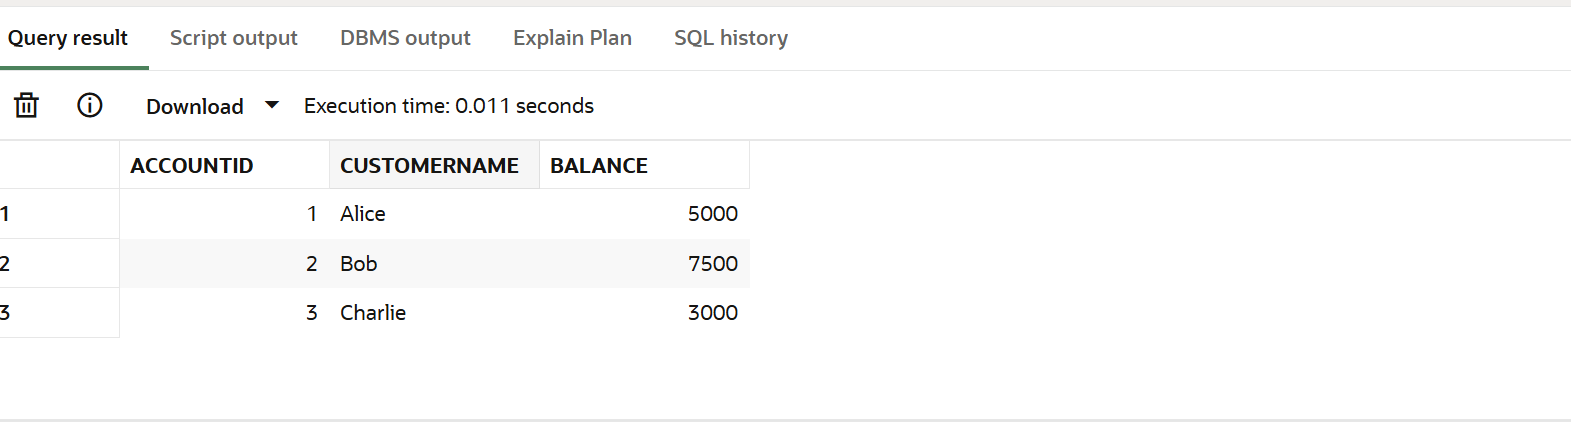 Query result Script output DBMS output Explain Plan SQL history
Download Execution time: 0.011 seconds
ACCOUNTID CUSTOMERNAME BALANCE
1 1 Alice 5000
2 2 Bob 7500
3 3 Charlie 3000